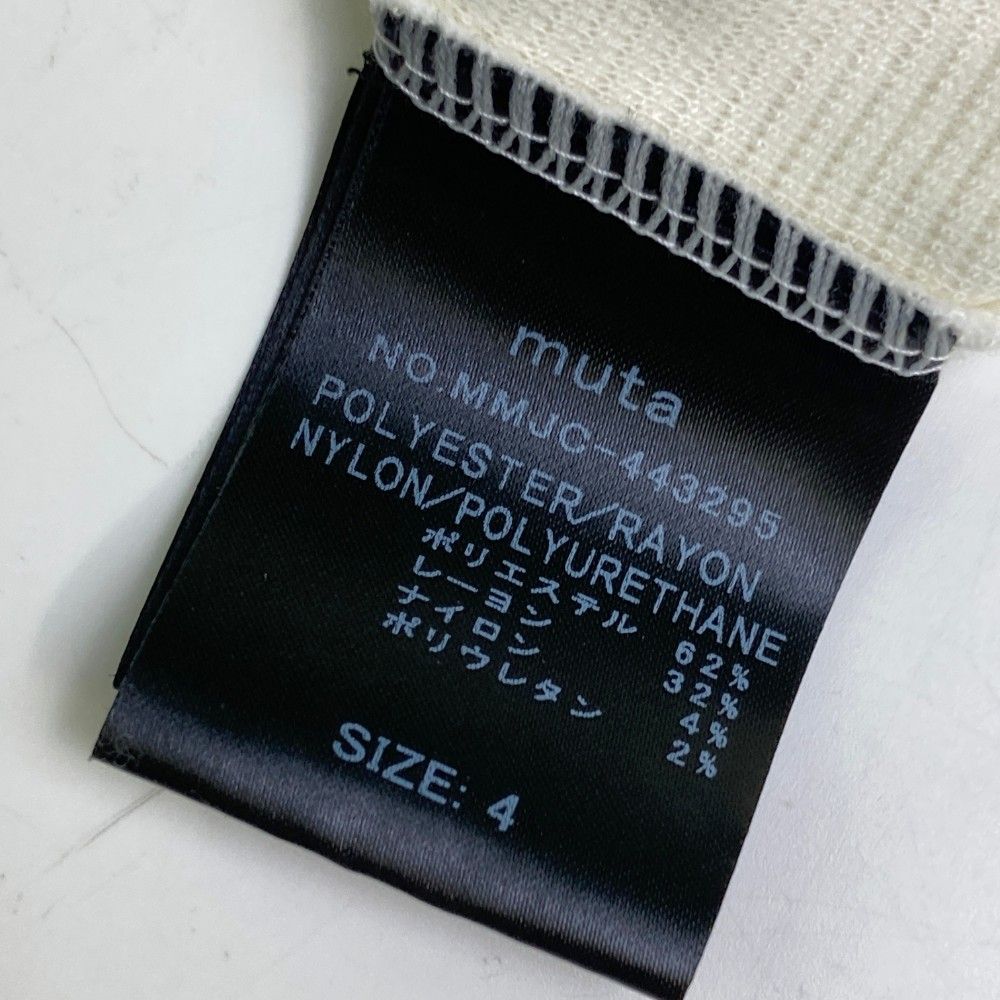 muta
NO.MMJC-443295
POLYESTER/RAYON
NYLON/POLYURETHANE
ポリエステル 62%
レーヨン 32%
ナイロン 4%
ポリウレタン 2%
SIZE: 4